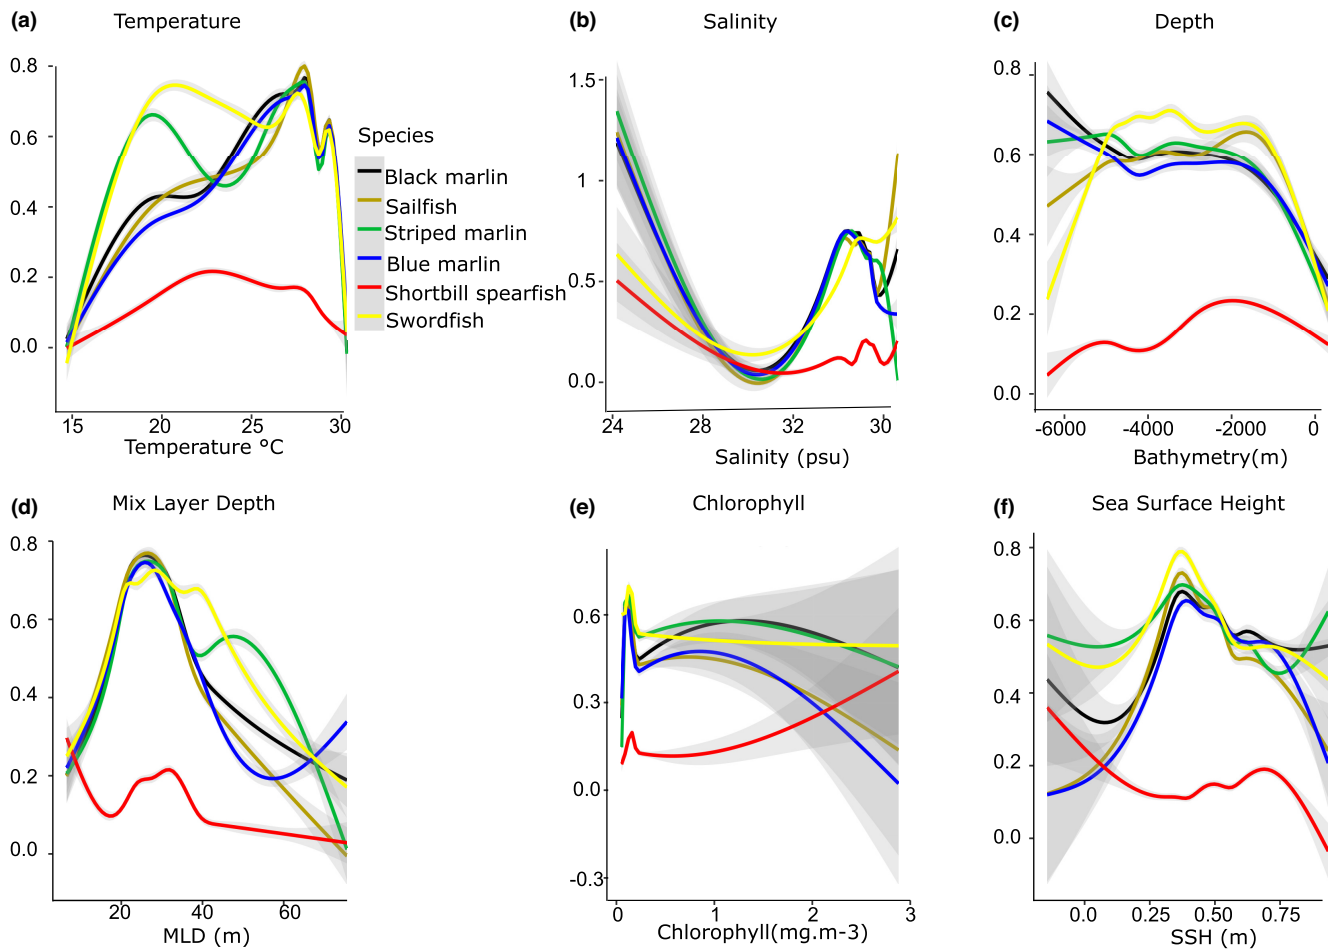 (a) Temperature
0.8
0.6
0.4
0.2
0.0
15 20 25 30
Temperature °C
Species
Black marlin
Sailfish
Striped marlin
Blue marlin
Shortbill spearfish
Swordfish
(b) Salinity
1.5
1
0.5
0.0
24 28 32 30
Salinity (psu)
(c) Depth
0.8
0.6
0.4
0.2
0.0
-6000 -4000 -2000 0
Bathymetry(m)
(d) Mix Layer Depth
0.8
0.6
0.4
0.2
0.0
20 40 60
MLD (m)
(e) Chlorophyll
0.6
0.3
0.0
-0.3
0 1 2 3
Chlorophyll(mg.m-3)
(f) Sea Surface Height
0.8
0.6
0.4
0.2
0.0
0.0 0.25 0.50 0.75
SSH (m)